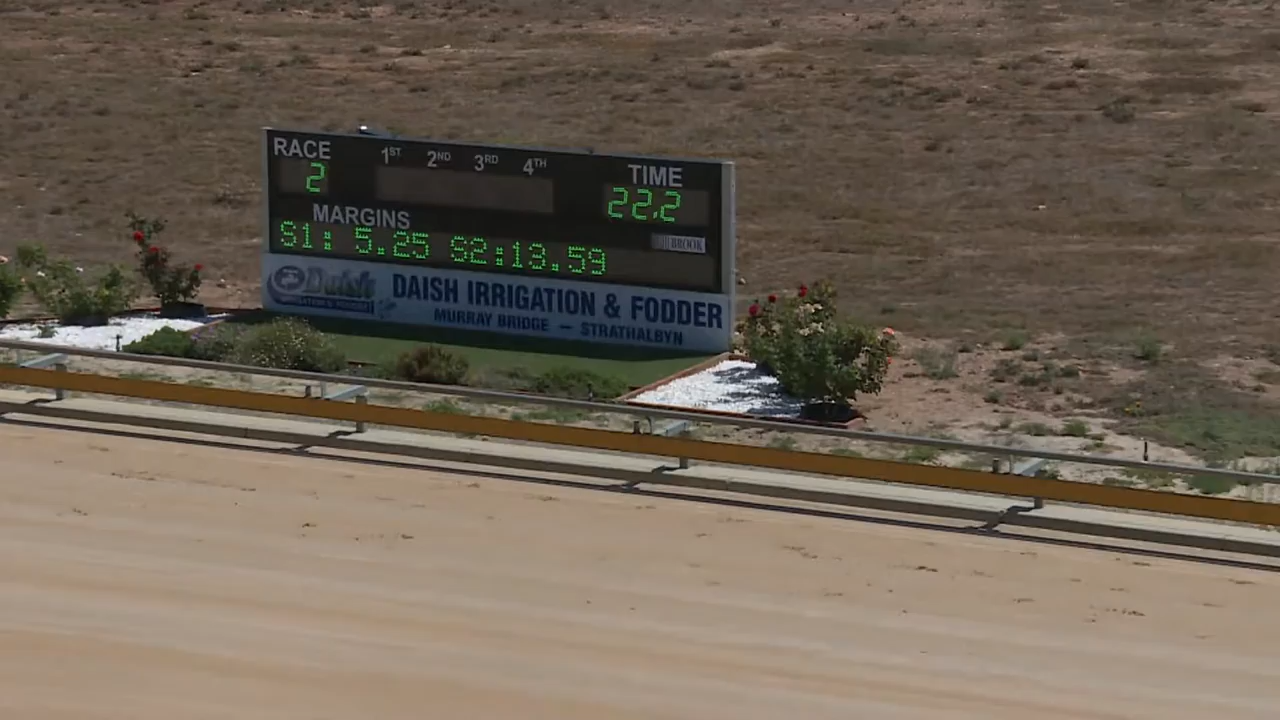 RACE 1ST 2ND 3RD 4TH TIME
2 22.2
MARGINS
S1: 5.25 S2:13.59
BROOK
Daish DAISH IRRIGATION & FODDER
MURRAY BRIDGE — STRATHALBYN